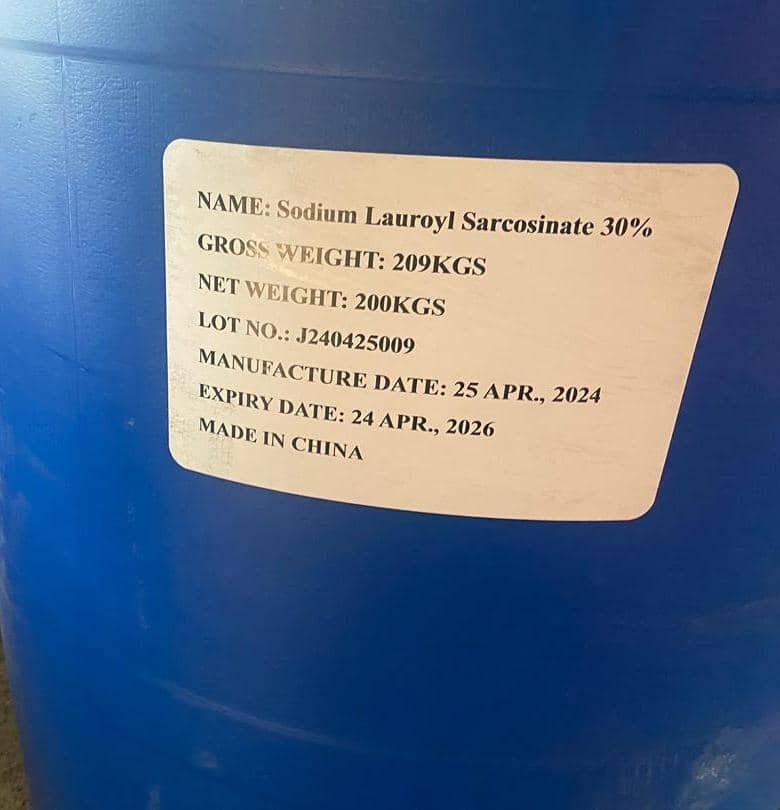 NAME: Sodium Lauroyl Sarcosinate 30%
GROSS WEIGHT: 209KGS
NET WEIGHT: 200KGS
LOT NO.: J240425009
MANUFACTURE DATE: 25 APR., 2024
EXPIRY DATE: 24 APR., 2026
MADE IN CHINA